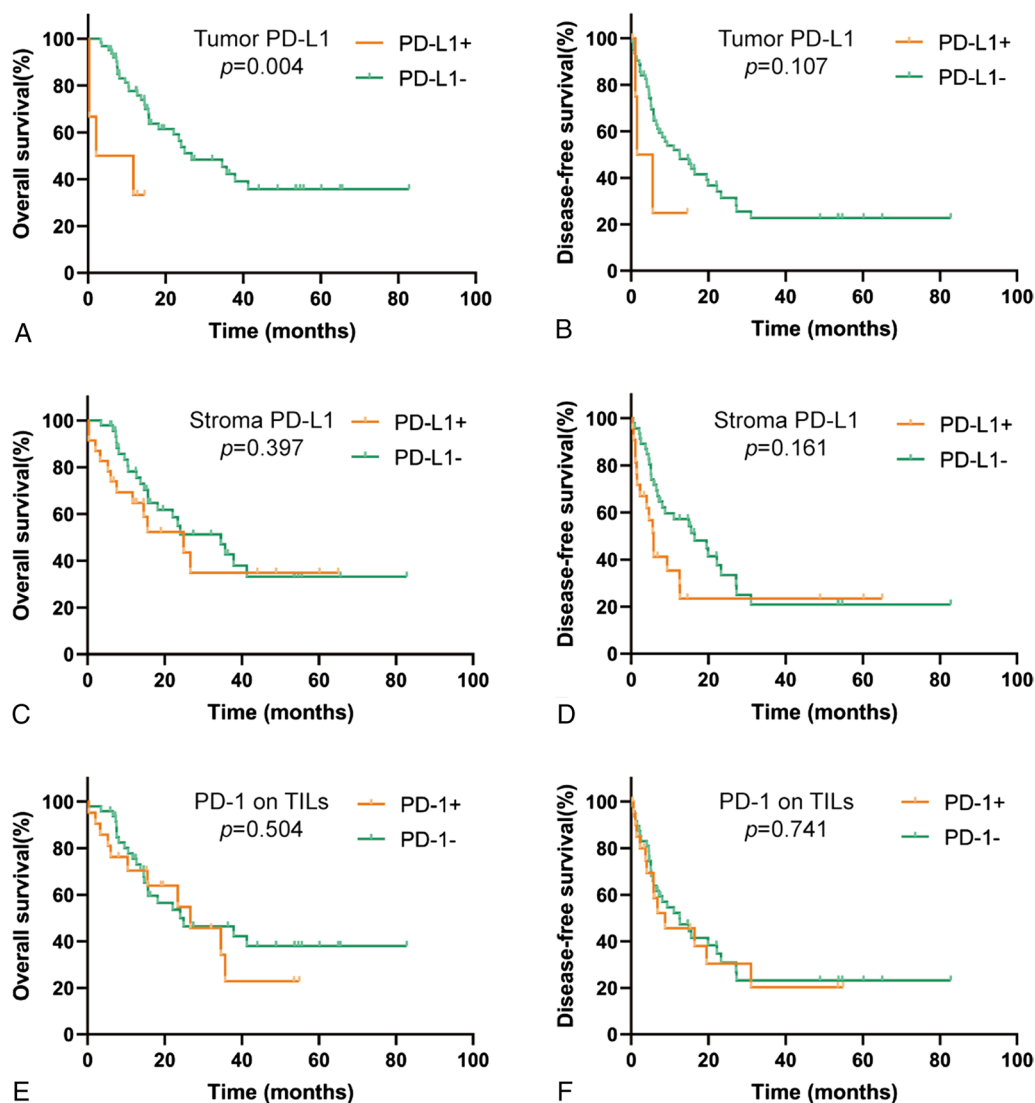 Tumor PD-L1
p=0.004
PD-L1+
PD-L1-
Overall survival(%)
100
80
60
40
20
0
0 20 40 60 80 100
Time (months)
A
Tumor PD-L1
p=0.107
PD-L1+
PD-L1-
Disease-free survival(%)
100
80
60
40
20
0
0 20 40 60 80 100
Time (months)
B
Stroma PD-L1
p=0.397
PD-L1+
PD-L1-
Overall survival(%)
100
80
60
40
20
0
0 20 40 60 80 100
Time (months)
C
Stroma PD-L1
p=0.161
PD-L1+
PD-L1-
Disease-free survival(%)
100
80
60
40
20
0
0 20 40 60 80 100
Time (months)
D
PD-1 on TILs
p=0.504
PD-1+
PD-1-
Overall survival(%)
100
80
60
40
20
0
0 20 40 60 80 100
Time (months)
E
PD-1 on TILs
p=0.741
PD-1+
PD-1-
Disease-free survival(%)
100
80
60
40
20
0
0 20 40 60 80 100
Time (months)
F